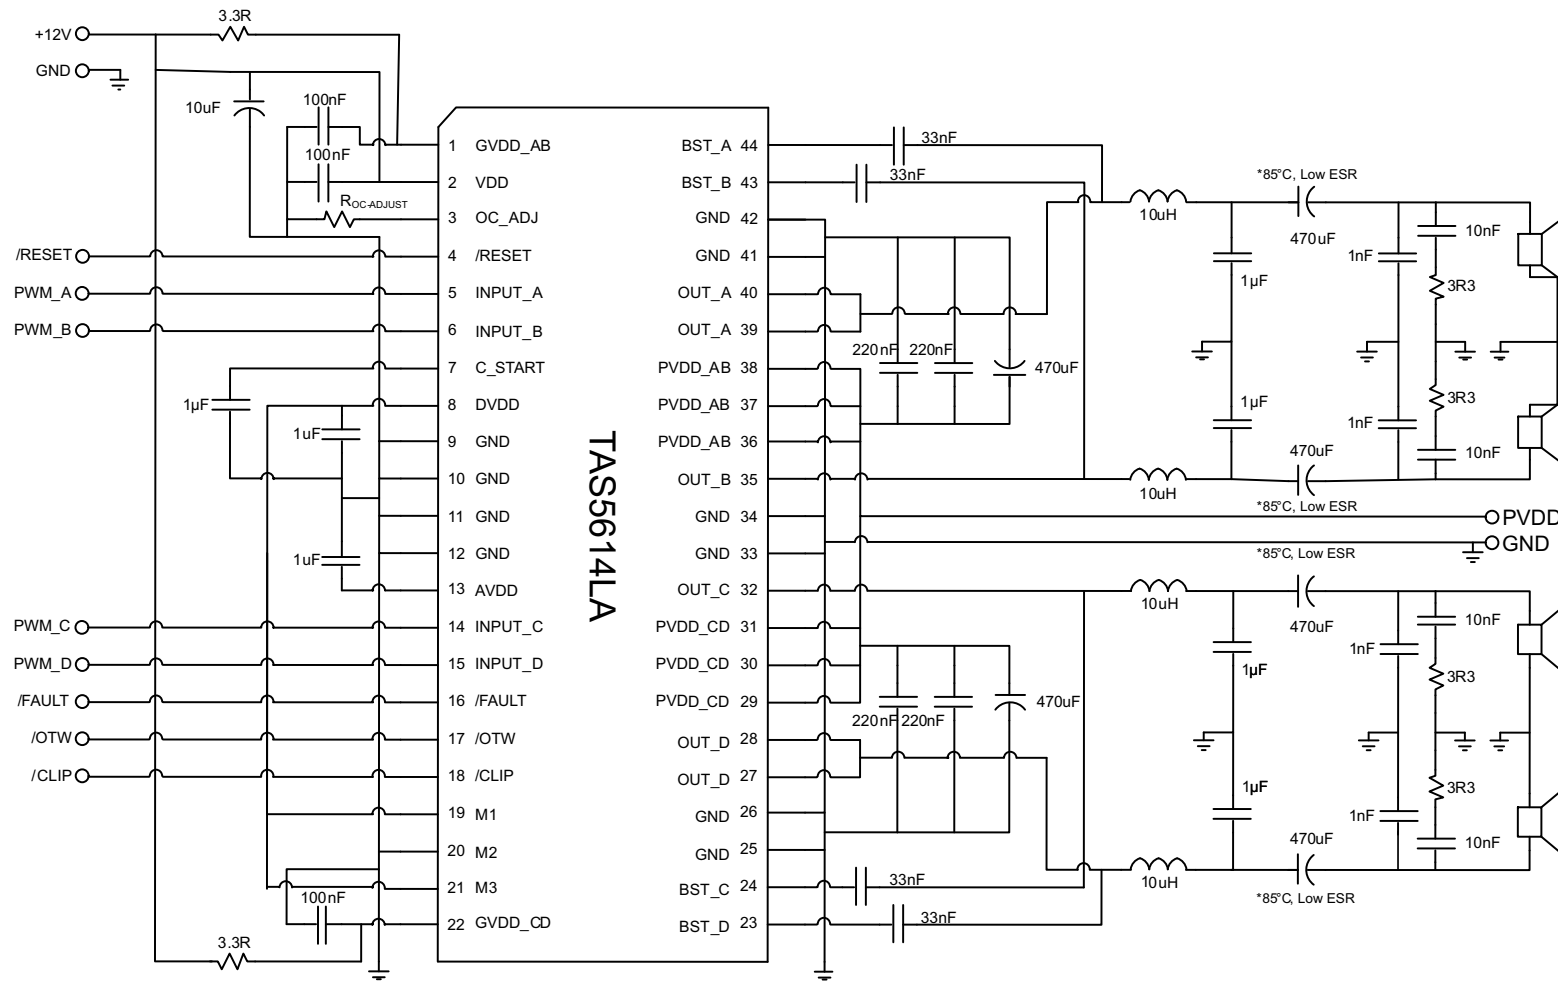 3.3R
+12V
GND
10uF
100nF
100nF
R_OC-ADJUST
/RESET
PWM_A
PWM_B
1µF
1uF
1uF
PWM_C
PWM_D
/FAULT
/OTW
/CLIP
100nF
3.3R
1 GVDD_AB
2 VDD
3 OC_ADJ
4 /RESET
5 INPUT_A
6 INPUT_B
7 C_START
8 DVDD
9 GND
10 GND
11 GND
12 GND
13 AVDD
14 INPUT_C
15 INPUT_D
16 /FAULT
17 /OTW
18 /CLIP
19 M1
20 M2
21 M3
22 GVDD_CD
TAS5614LA
BST_A 44
BST_B 43
GND 42
GND 41
OUT_A 40
OUT_A 39
PVDD_AB 38
PVDD_AB 37
PVDD_AB 36
OUT_B 35
GND 34
GND 33
OUT_C 32
PVDD_CD 31
PVDD_CD 30
PVDD_CD 29
OUT_D 28
OUT_D 27
GND 26
GND 25
BST_C 24
BST_D 23
33nF
33nF
220nF
220nF
470uF
220nF
220nF
470uF
33nF
33nF
10uH
*85°C, Low ESR
470uF
1µF
1nF
10nF
3R3
1µF
1nF
3R3
10nF
10uH
470uF
*85°C, Low ESR
PVDD
GND
*85°C, Low ESR
10uH
470uF
1µF
1nF
10nF
3R3
1µF
1nF
3R3
10nF
10uH
470uF
*85°C, Low ESR